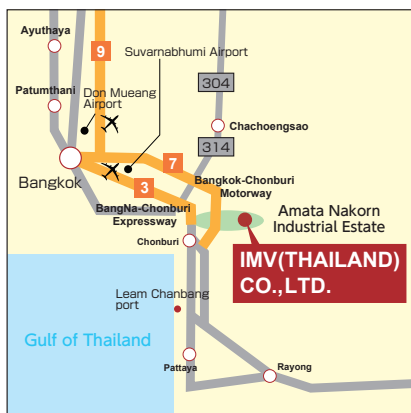 Ayuthaya
9
Suvarnabhumi Airport
Patumthani
Don Mueang
Airport
304
Chachoengsao
314
Bangkok
7
3
Bangkok-Chonburi
Motorway
BangNa-Chonburi
Expressway
Amata Nakorn
Industrial Estate
Chonburi
IMV(THAILAND)
CO.,LTD.
Leam Chanbang
port
Gulf of Thailand
Pattaya
Rayong